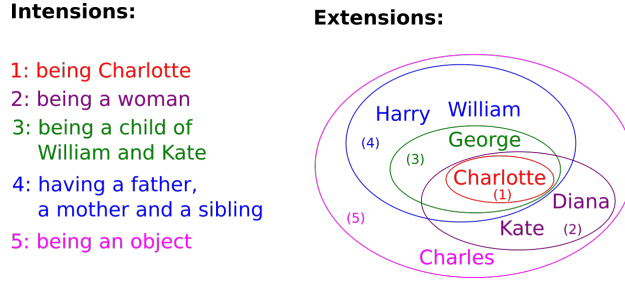 Intensions:
1: being Charlotte
2: being a woman
3: being a child of
William and Kate
4: having a father,
a mother and a sibling
5: being an object
Extensions:
Harry William
(4)
George
(3)
Charlotte
(1)
Diana
(5)
Kate (2)
Charles